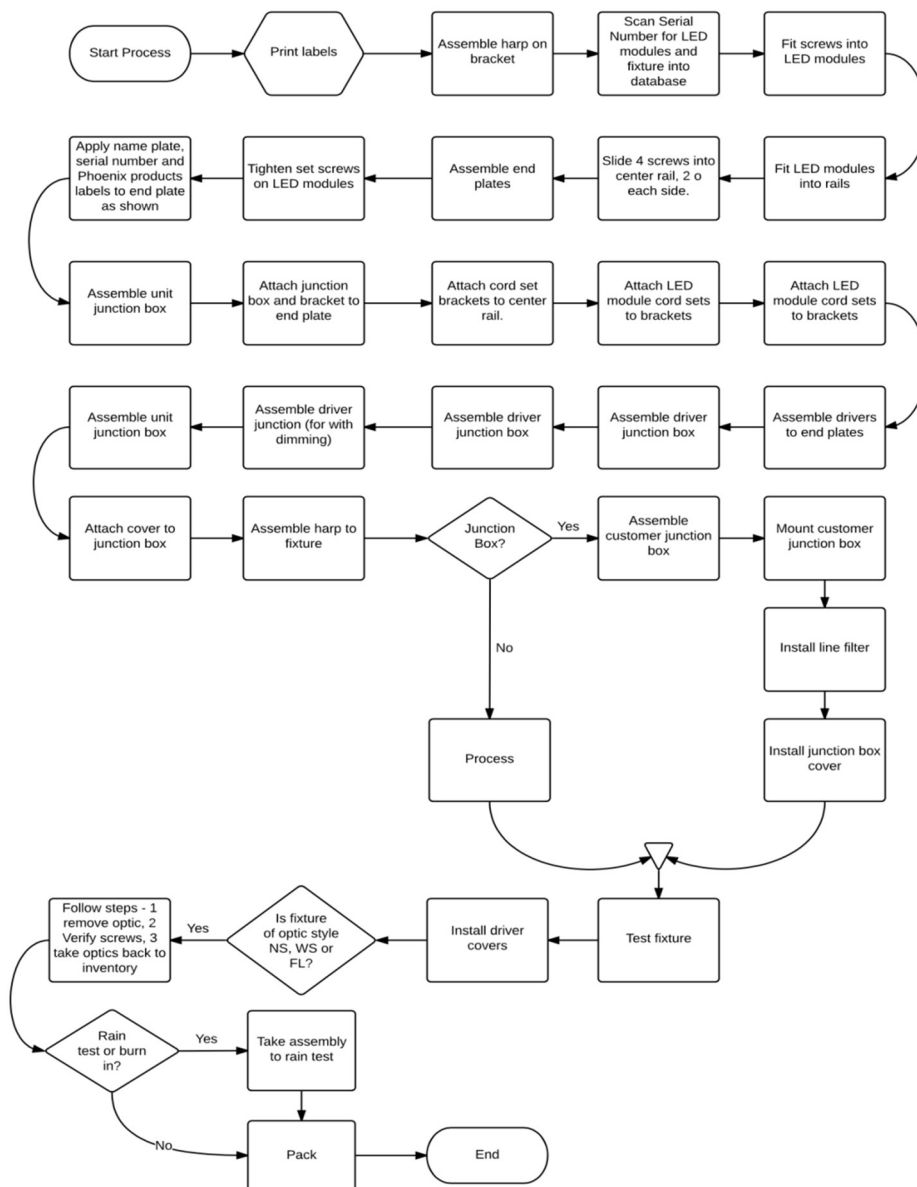 Start Process
Print labels
Assemble harp on
bracket
Scan Serial
Number for LED
modules and
fixture into
database
Fit screws into
LED modules
Apply name plate,
serial number and
Phoenix products
labels to end plate
as shown
Tighten set screws
on LED modules
Assemble end
plates
Slide 4 screws into
center rail, 2 o
each side.
Fit LED modules
into rails
Assemble unit
junction box
Attach junction
box and bracket to
end plate
Attach cord set
brackets to center
rail.
Attach LED
module cord sets
to brackets
Attach LED
module cord sets
to brackets
Assemble unit
junction box
Assemble driver
junction (for with
dimming)
Assemble driver
junction box
Assemble driver
junction box
Assemble drivers
to end plates
Attach cover to
junction box
Assemble harp to
fixture
Junction
Box?
Yes
Assemble
customer junction
box
Mount customer
junction box
No
Install line filter
Process
Install junction box
cover
Follow steps - 1
remove optic, 2
Verify screws, 3
take optics back to
inventory
Yes
Is fixture
of optic style
NS, WS or
FL?
Install driver
covers
Test fixture
Rain
test or burn
in?
Yes
Take assembly
to rain test
No
Pack
End